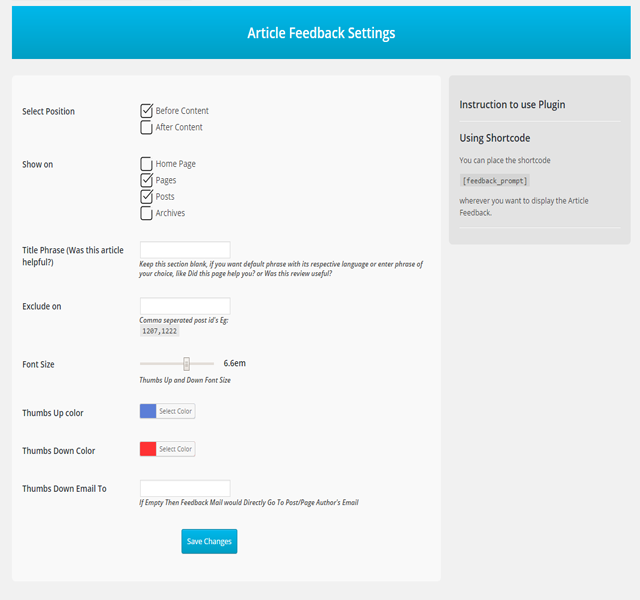 Article Feedback Settings
Select Position
Before Content
After Content
Show on
Home Page
Pages
Posts
Archives
Title Phrase (Was this article
helpful?)
Keep this section blank, if you want default phrase with its respective language or enter phrase of
your choice, like Did this page help you? or Was this review useful!?
Exclude on
Comma seperated post id's Eg:
1207,1222
Font Size
6.6em
Thumbs Up and Down Font Size
Thumbs Up color
Select Color
Thumbs Down Color
Select Color
Thumbs Down Email To
If Empty Then Feedback Mail would Directly Go To Post/Page Author's Email
Save Changes
Instruction to use Plugin
Using Shortcode
You can place the shortcode
[feedback_prompt]
wherever you want to display the Article
Feedback.